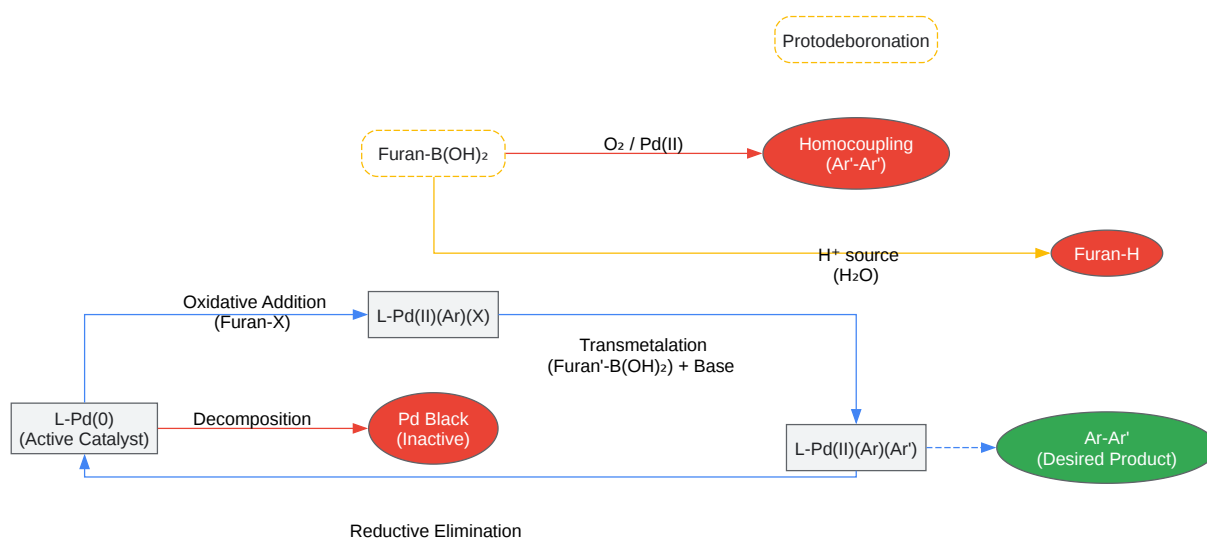 Protodeboronation
Furan-B(OH)₂
O₂ / Pd(II)
Homocoupling
(Ar'-Ar')
H⁺ source
(H₂O)
Furan-H
Oxidative Addition
(Furan-X)
L-Pd(II)(Ar)(X)
Transmetalation
(Furan'-B(OH)₂) + Base
L-Pd(0)
(Active Catalyst)
Decomposition
Pd Black
(Inactive)
L-Pd(II)(Ar)(Ar')
Ar-Ar'
(Desired Product)
Reductive Elimination